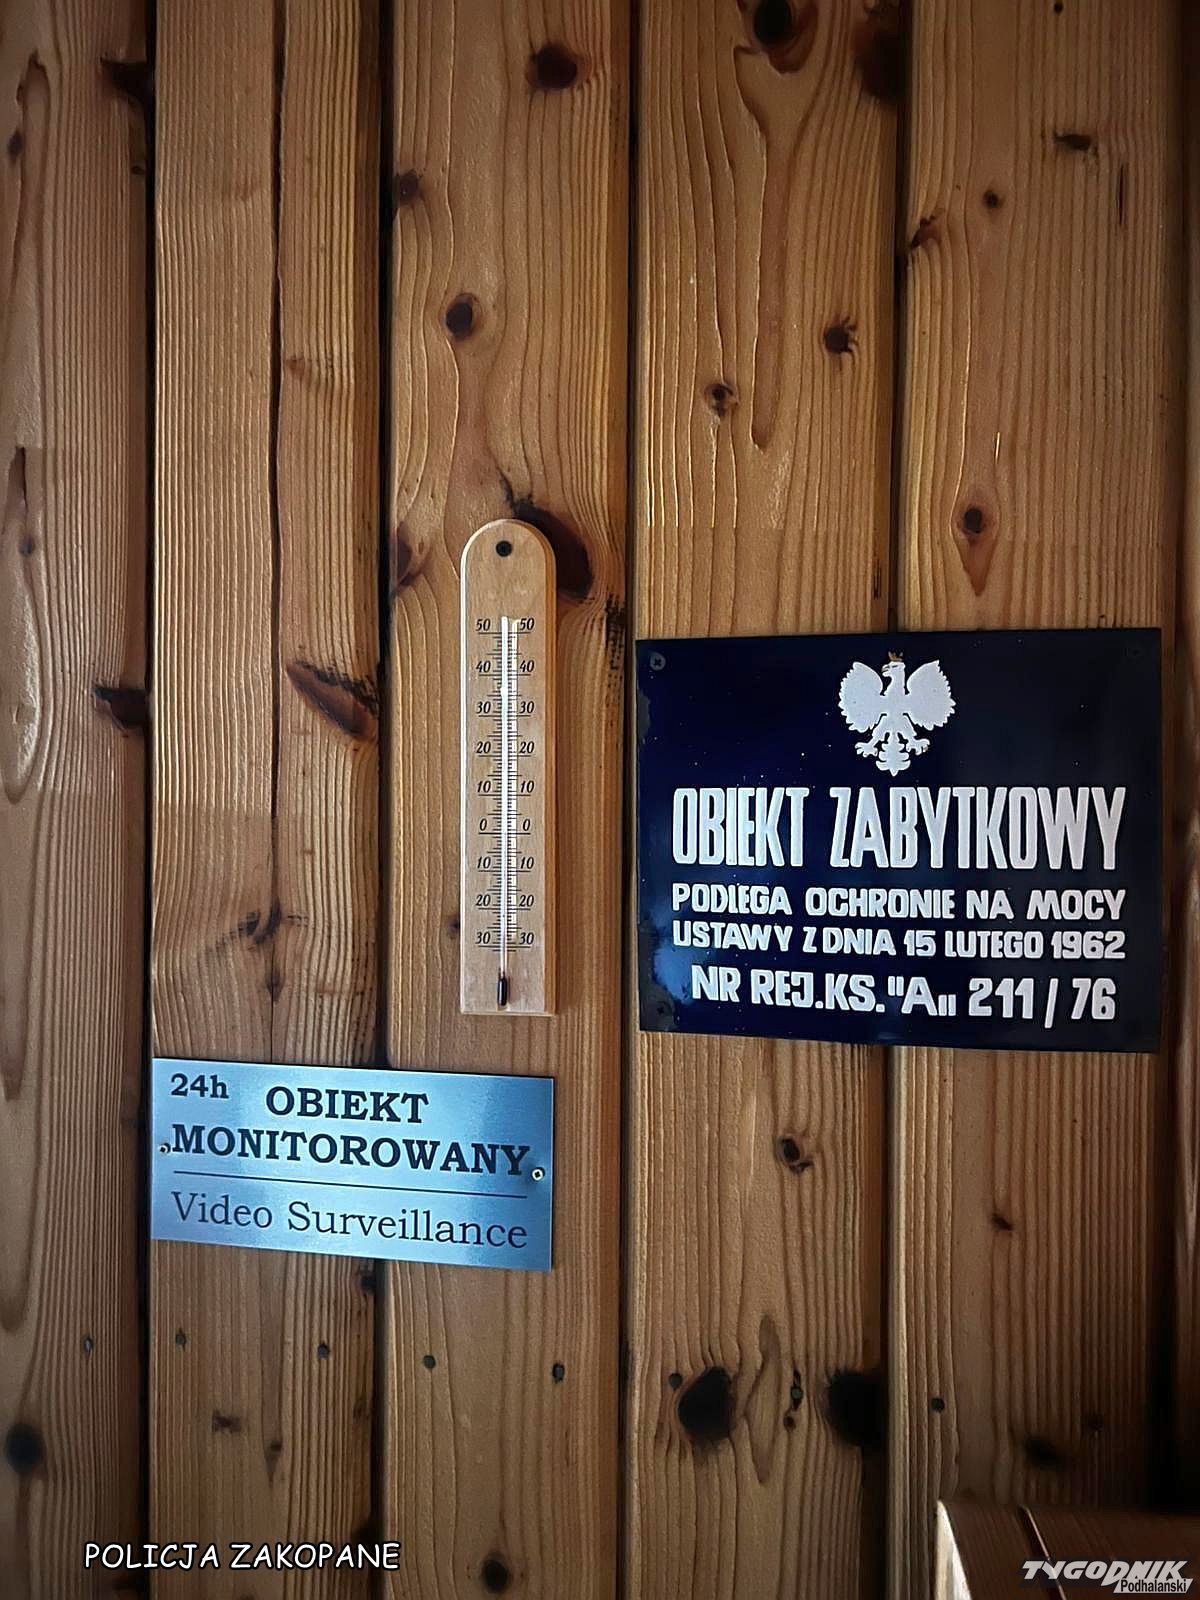 50 50
40 40
30 30
20 20
10 10
0 0
10 10
20 20
30 30
OBIEKT ZABYTKOWY
PODLEGA OCHRONIE NA MOCY
USTAWY Z DNIA 15 LUTEGO 1962
NR REJ.KS."A„ 211/76
24h OBIEKT
MONITOROWANY
Video Surveillance
POLICJA ZAKOPANE
TYGODNIK
Podhalański